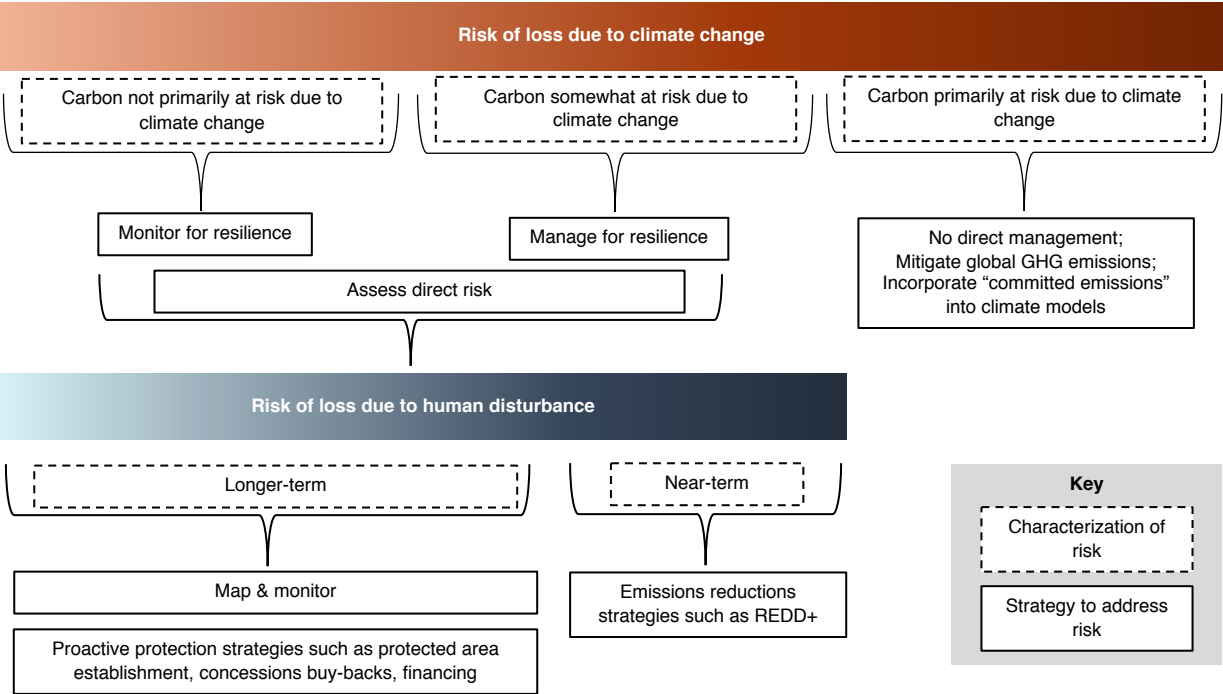 Risk of loss due to climate change
Carbon not primarily at risk due to
climate change
Carbon somewhat at risk due to
climate change
Carbon primarily at risk due to climate
change
Monitor for resilience
Manage for resilience
No direct management;
Mitigate global GHG emissions;
Incorporate “committed emissions”
into climate models
Assess direct risk
Risk of loss due to human disturbance
Longer-term
Near-term
Map & monitor
Emissions reductions
strategies such as REDD+
Proactive protection strategies such as protected area
establishment, concessions buy-backs, financing
Key
Characterization of
risk
Strategy to address
risk